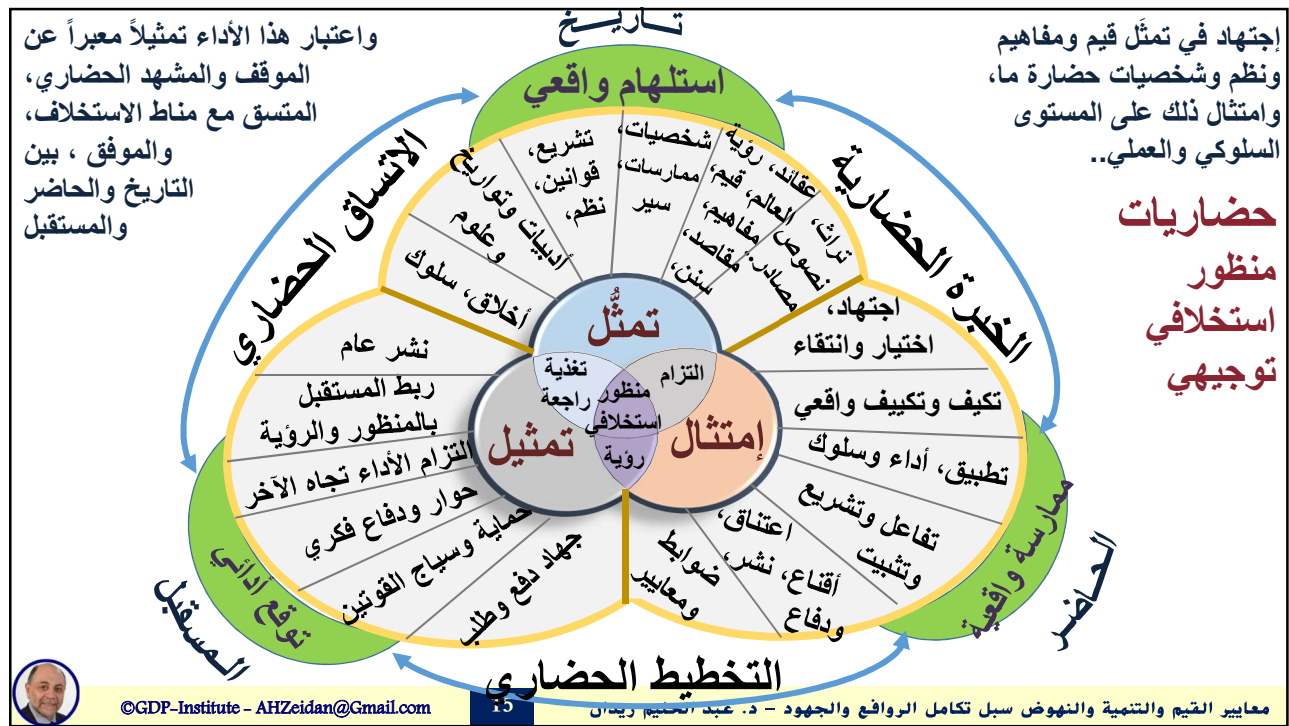 تـــاريـــــخ
إجتهاد في تمثَل قيم ومفاهيم
ونظم وشخصيات حضارة ما،
وامتثال ذلك على المستوى
السلوكي والعملي..
حضاريات
منظور
استخلافي
توجيهي
واعتبار هذا الأداء تمثيلاً معبراً عن
الموقف والمشهد الحضاري،
المتسق مع مناط الاستخلاف،
والموفق ، بين
التاريخ والحاضر
والمستقبل
استلهام واقعي
الخبرة الحضارية
الاتساق الحضاري
تراث،
نصوص،
مصادر.
عقائد، رؤية
العالم، قيم،
مفاهيم،
مقاصد،
سنن،
شخصيات،
ممارسات،
سير
تشريع،
قوانين،
نظم،
أدبيات وتواريخ
وعلوم
أخلاق، سلوك
تمثُّل
إمتثال
تمثيل
التزام
تغذية
راجعة
رؤية
منظور
استخلافي
اجتهاد،
اختيار وانتقاء
تكيف وتكييف واقعي
تطبيق، أداء وسلوك
تفاعل وتشريع
وتثبيت
اعتناق،
أقناع، نشر،
ودفاع
ضوابط
ومعايير
نشر عام
ربط المستقبل
بالمنظور والرؤية
التزام الأداء تجاه الآخر
حوار ودفاع فكري
حماية وسياج القوتين
جهاد دفع وطلب
ممارسة واقعية
الحـاضـر
توقع أدائي
المـستقبل
التخطيط الحضاري
معايير القيم والتنمية والنهوض سبل تكامل الروافع والجهود – د. عبد الحليم زيدان
15
©GDP-Institute - AHZeidan@Gmail.com